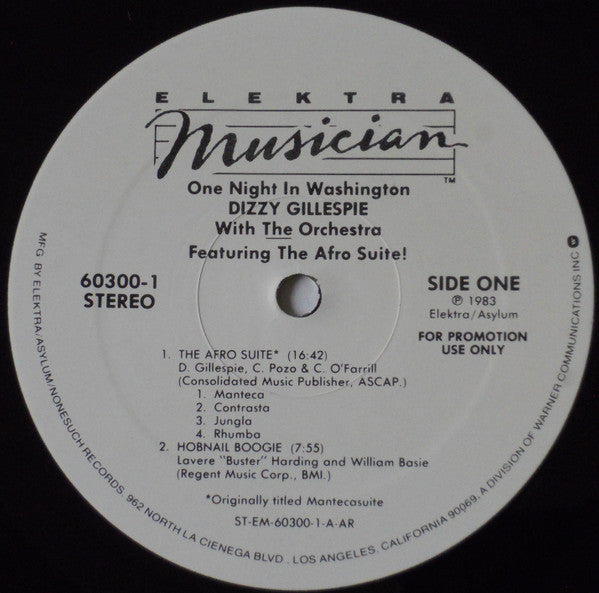 ELEKTRA
Musician
TM
One Night In Washington
DIZZY GILLESPIE
With The Orchestra
Featuring The Afro Suite!
60300-1
STEREO
SIDE ONE
℗ 1983
Elektra/Asylum
FOR PROMOTION
USE ONLY
1. THE AFRO SUITE* (16:42)
D. Gillespie, C. Pozo & C. O'Farrill
(Consolidated Music Publisher, ASCAP.)
1. Manteca
2. Contrasta
3. Jungla
4. Rhumba
2. HOBNAIL BOOGIE (7:55)
Lavere "Buster" Harding and William Basie
(Regent Music Corp., BMI.)
*Originally titled Mantecasuite
ST-EM-60300-1-A-AR
MFG. BY ELEKTRA/ASYLUM/NONESUCH RECORDS, 962 NORTH LA CIENEGA BLVD., LOS ANGELES, CALIFORNIA 90069. A DIVISION OF WARNER COMMUNICATIONS INC.